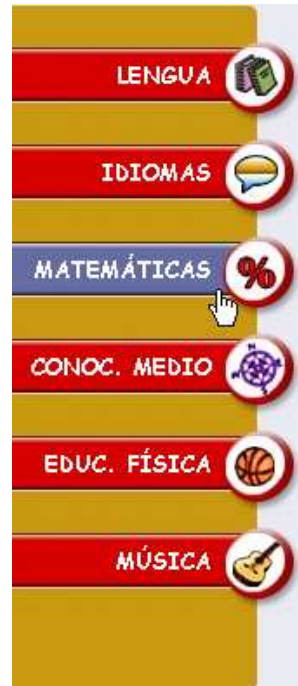 LENGUA
IDIOMAS
MATEMÁTICAS %
CONOC. MEDIO
EDUC. FÍSICA
MÚSICA